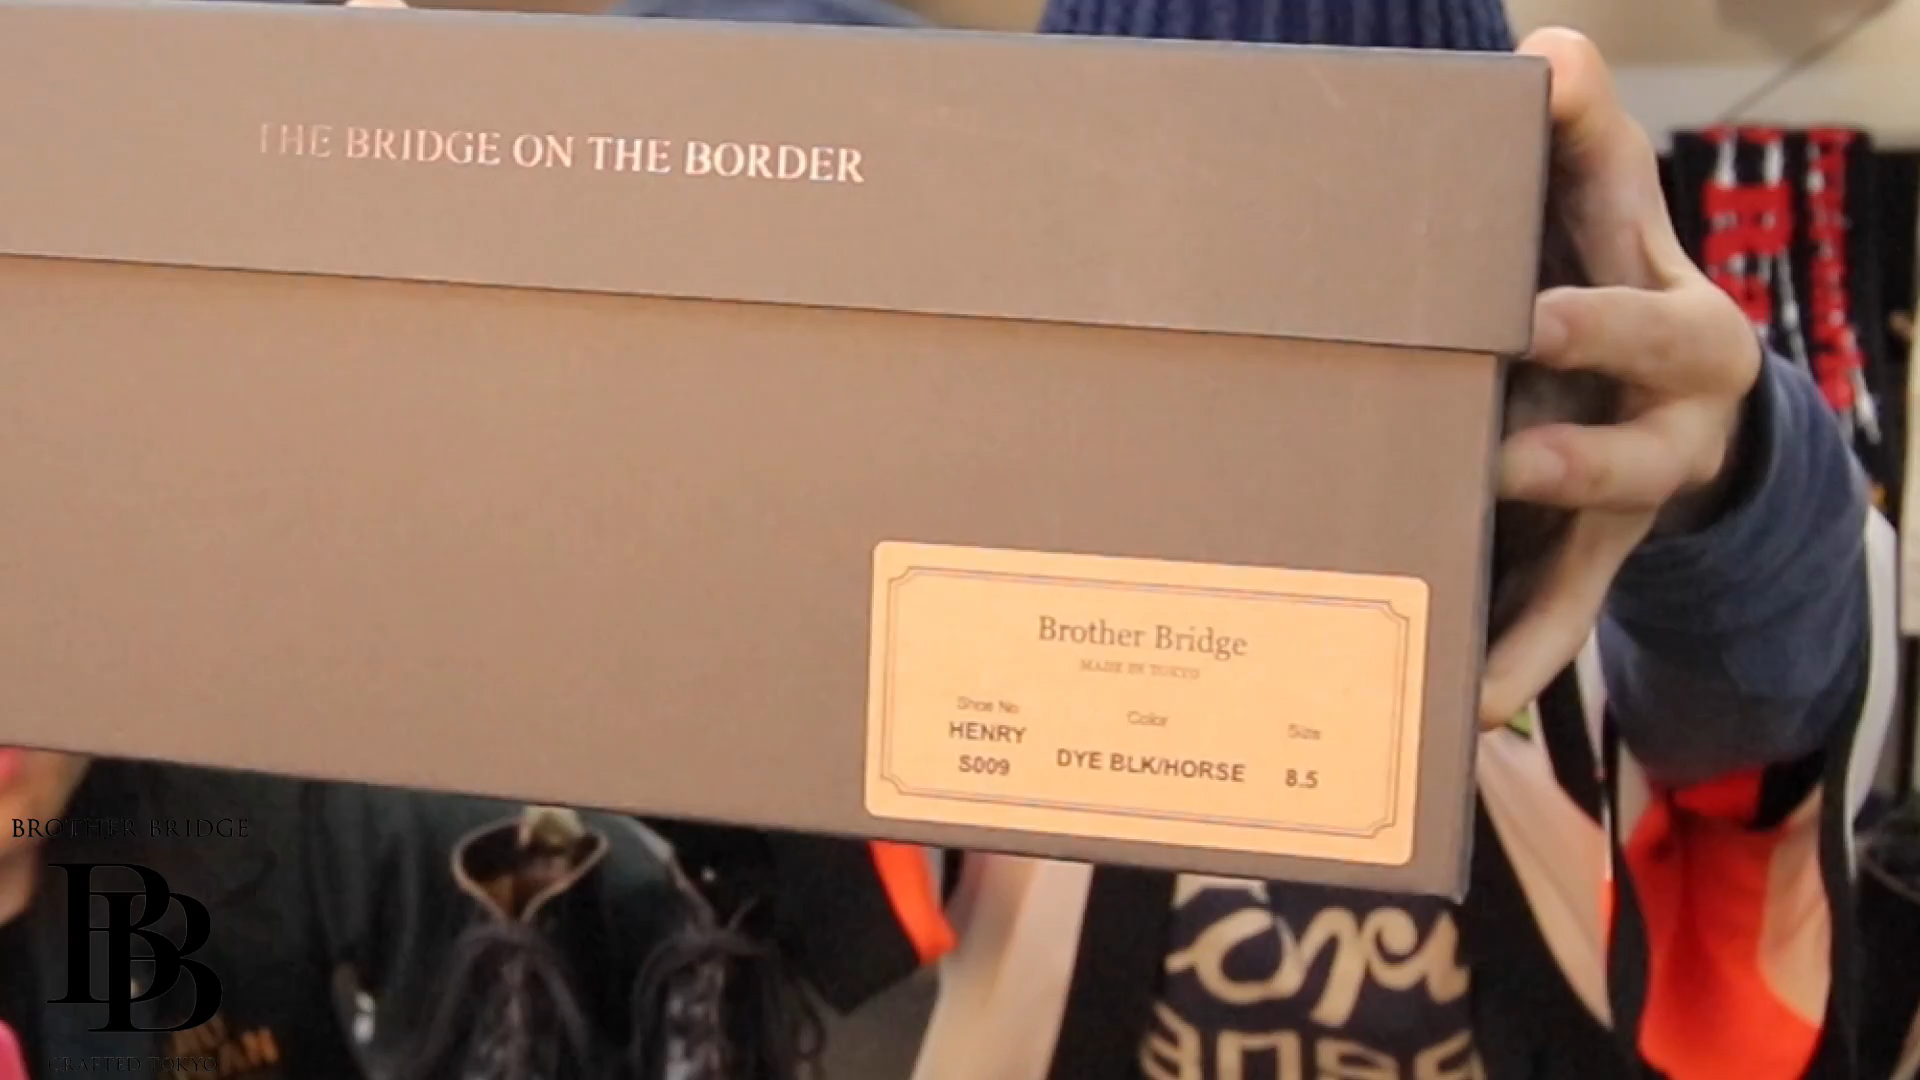 THE BRIDGE ON THE BORDER
Brother Bridge
MADE IN TOKYO
Shoe No
HENRY
S009
Color
DYE BLK/HORSE
Size
8.5
BROTHER BRIDGE
BB
CRAFTED TOKYO